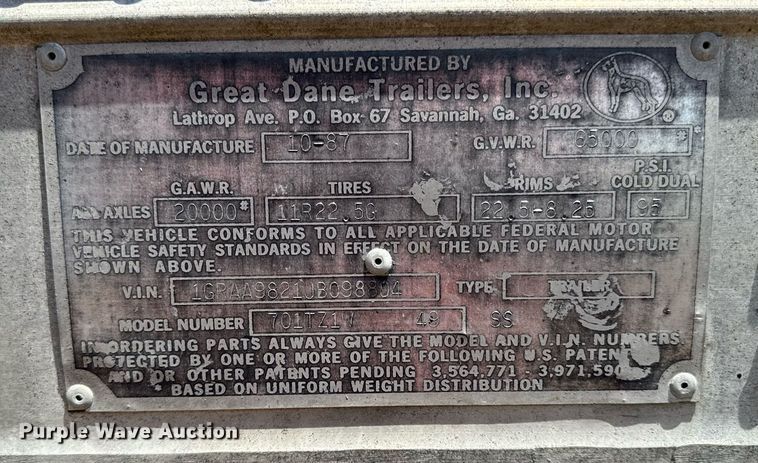 MANUFACTURED BY
Great Dane Trailers, Inc.
Lathrop Ave. P.O. Box 67 Savannah, Ga. 31402
®
DATE OF MANUFACTURE 10-87 G.V.W.R. 65000#
G.A.W.R. TIRES RIMS P.S.I. COLD DUAL
ALL AXLES 20000# 11R22.5G 22.5-8.25 95
THIS VEHICLE CONFORMS TO ALL APPLICABLE FEDERAL MOTOR
VEHICLE SAFETY STANDARDS IN EFFECT ON THE DATE OF MANUFACTURE
SHOWN ABOVE.
V.I.N. TYPE TRAILER
MODEL NUMBER 49 SS
IN ORDERING PARTS ALWAYS GIVE THE MODEL AND V.I.N. NUMBERS
PROTECTED BY ONE OR MORE OF THE FOLLOWING U.S. PATENTS
AND OR OTHER PATENTS PENDING 3,564,771 -
BASED ON UNIFORM WEIGHT DISTRIBUTION
Purple Wave Auction